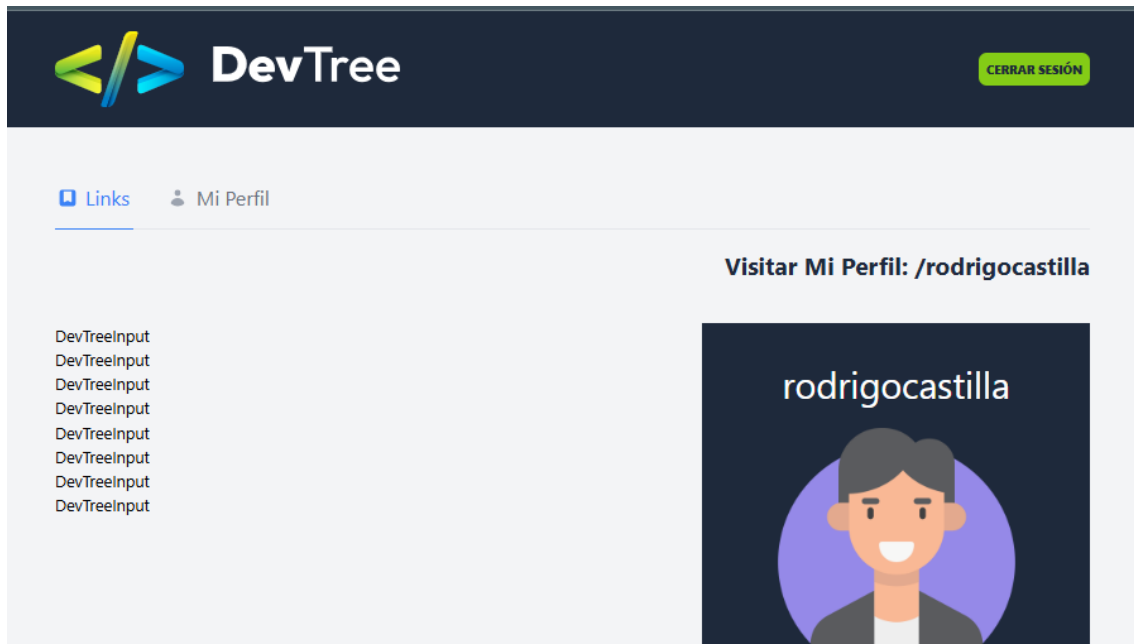 </> DevTree
CERRAR SESIÓN
Links
Mi Perfil
Visitar Mi Perfil: /rodrigocastilla
DevTreeInput
DevTreeInput
DevTreeInput
DevTreeInput
DevTreeInput
DevTreeInput
DevTreeInput
DevTreeInput
rodrigocastilla